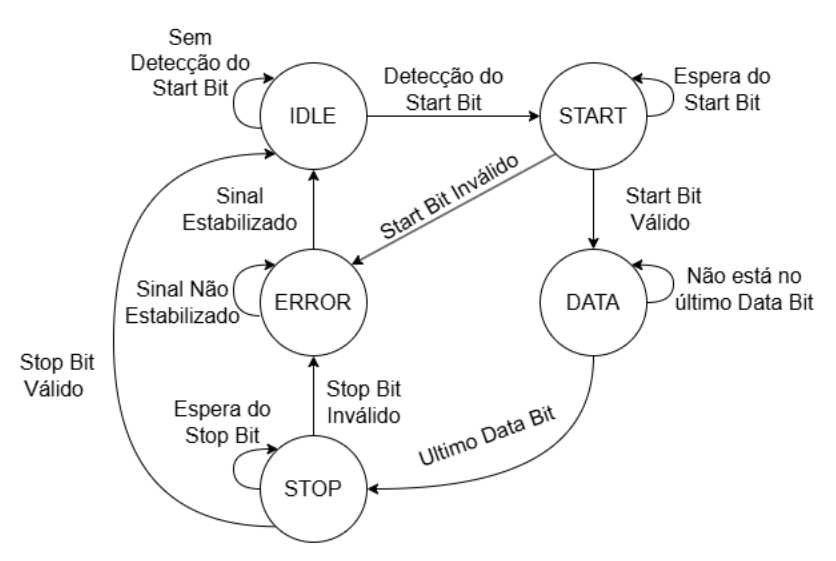 Sem
Detecção do
Start Bit
IDLE
Detecção do
Start Bit
START
Espera do
Start Bit
Sinal
Estabilizado
Start Bit Inválido
Start Bit
Válido
Sinal Não
Estabilizado
ERROR
DATA
Não está no
último Data Bit
Stop Bit
Válido
Espera do
Stop Bit
Stop Bit
Inválido
Ultimo Data Bit
STOP